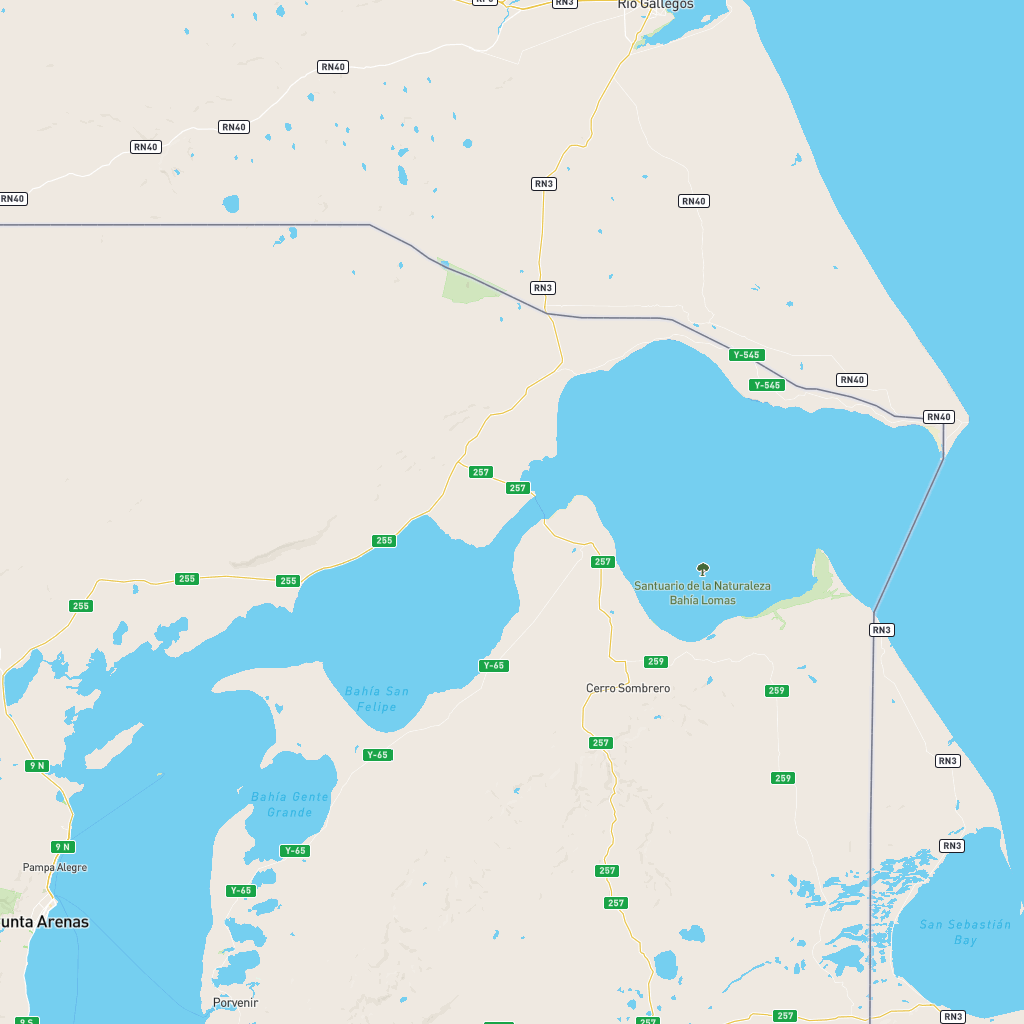 RN3
Río Gallegos
RN40
RN40
RN40
RN3
RN40
RN40
RN3
Y-545
RN40
Y-545
RN40
257
257
255
257
255
255
Santuario de la Naturaleza
Bahía Lomas
255
RN3
259
Y-65
Cerro Sombrero
259
Bahía San
Felipe
257
Y-65
RN3
9 N
259
Bahía Gente
Grande
RN3
9 N
Y-65
Pampa Alegre
257
Y-65
257
unta Arenas
San Sebastián
Bay
Porvenir
257
RN3
9 S
257